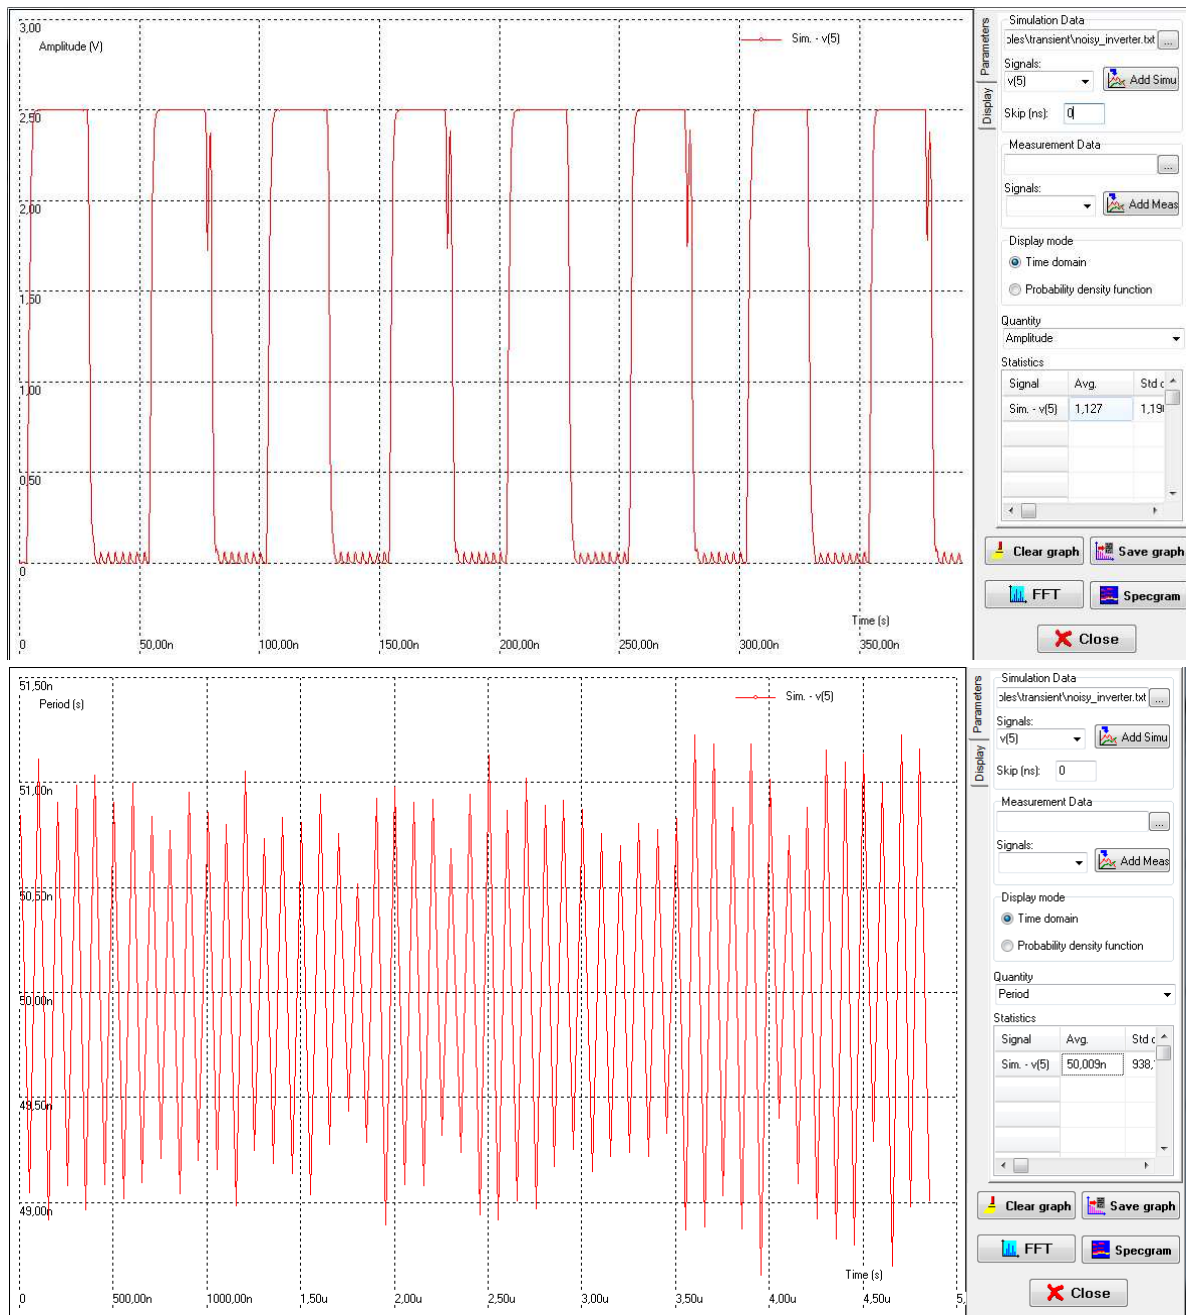 3,00
Amplitude (V)
Sim. - v(5)
2,50
2,00
1,50
1,00
0,50
0
Time (s)
0 50,00n 100,00n 150,00n 200,00n 250,00n 300,00n 350,00n
Parameters
Display
Simulation Data
ples\transient\noisy_inverter.txt ...
Signals:
v(5) Add Simu
Skip (ns): 0
Measurement Data
...
Signals:
Add Meas
Display mode
Time domain
Probability density function
Quantity
Amplitude
Statistics
Signal Avg. Std
Sim. - v(5) 1,127 1,19
Clear graph Save graph
FFT Specgram
Close
51,50n
Period (s)
Sim. - v(5)
51,00n
50,50n
50,00n
49,50n
49,00n
Time (s)
0 500,00n 1000,00n 1,50u 2,00u 2,50u 3,00u 3,50u 4,00u 4,50u 5,
Parameters
Display
Simulation Data
ples\transient\noisy_inverter.txt ...
Signals:
v(5) Add Simu
Skip (ns): 0
Measurement Data
...
Signals:
Add Meas
Display mode
Time domain
Probability density function
Quantity
Period
Statistics
Signal Avg. Std
Sim. - v(5) 50,009n 938,
Clear graph Save graph
FFT Specgram
Close